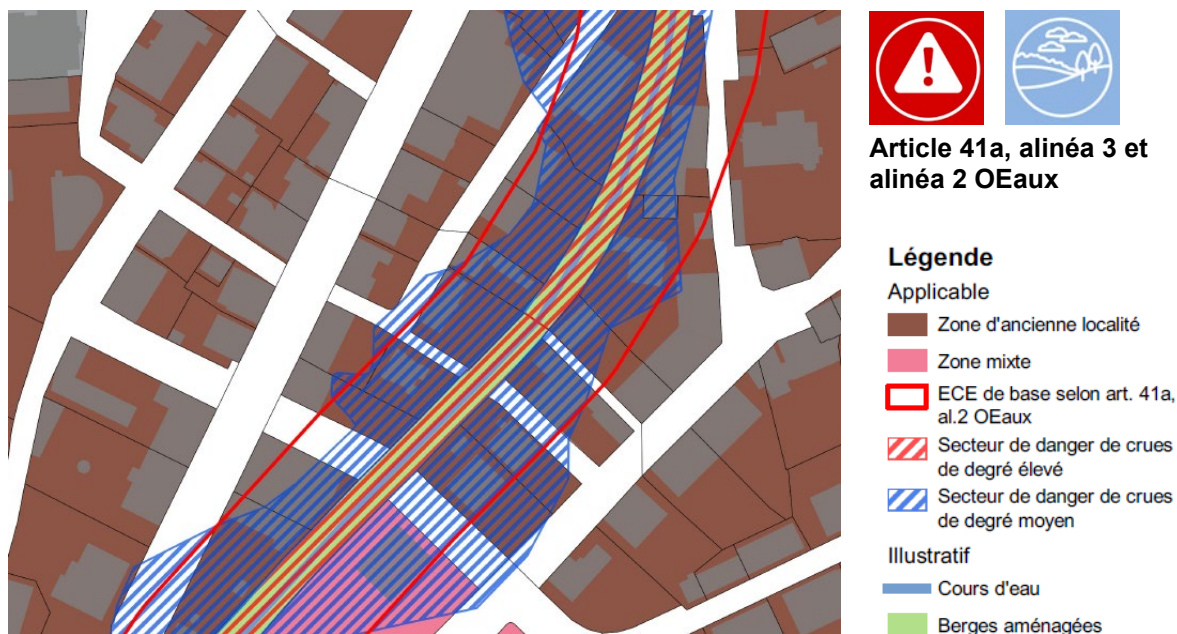 Article 41a, alinéa 3 et
alinéa 2 OEaux
Légende
Applicable
Zone d'ancienne localité
Zone mixte
ECE de base selon art. 41a,
al.2 OEaux
Secteur de danger de crues
de degré élevé
Secteur de danger de crues
de degré moyen
Illustratif
Cours d'eau
Berges aménagées